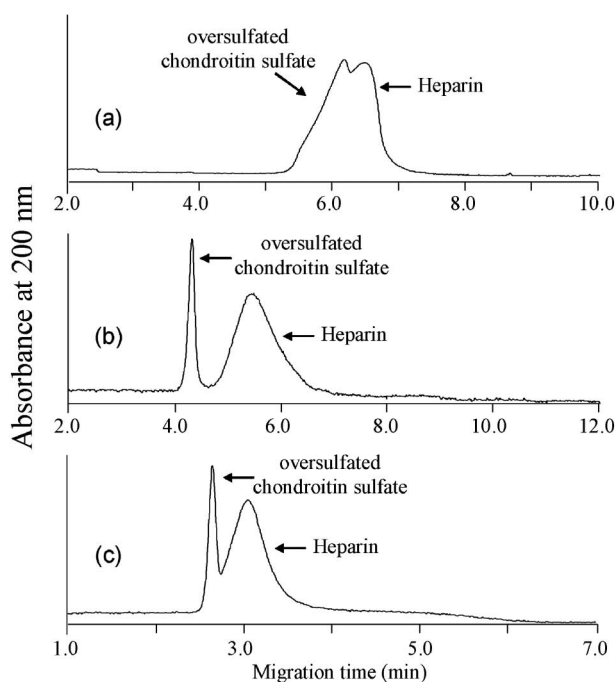 oversulfated
chondroitin sulfate
Heparin
(a)
2.0 4.0 6.0 8.0 10.0
oversulfated
chondroitin sulfate
Heparin
(b)
2.0 4.0 6.0 8.0 10.0 12.0
oversulfated
chondroitin sulfate
Heparin
(c)
1.0 3.0 5.0 7.0
Migration time (min)
Absorbance at 200 nm